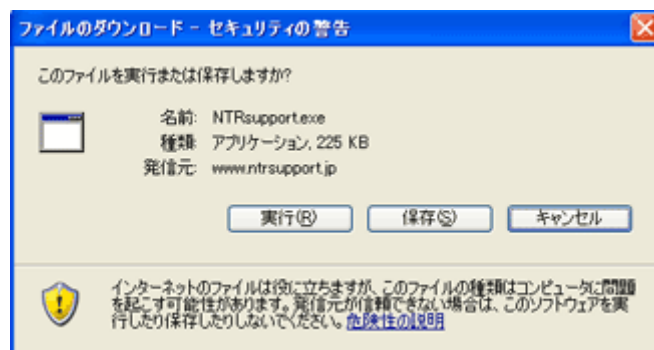 ファイルのダウンロード - セキュリティの警告
このファイルを実行または保存しますか?
名前: NTRsupport.exe
種類: アプリケーション, 225 KB
発信元: www.ntrsupport.jp
実行(R) 保存(S) キャンセル
インターネットのファイルは役に立ちますが、このファイルの種類はコンピュータに問題
を起こす可能性があります。発信元が信頼できない場合は、このソフトウェアを実
行したり保存したりしないでください。危険性の説明